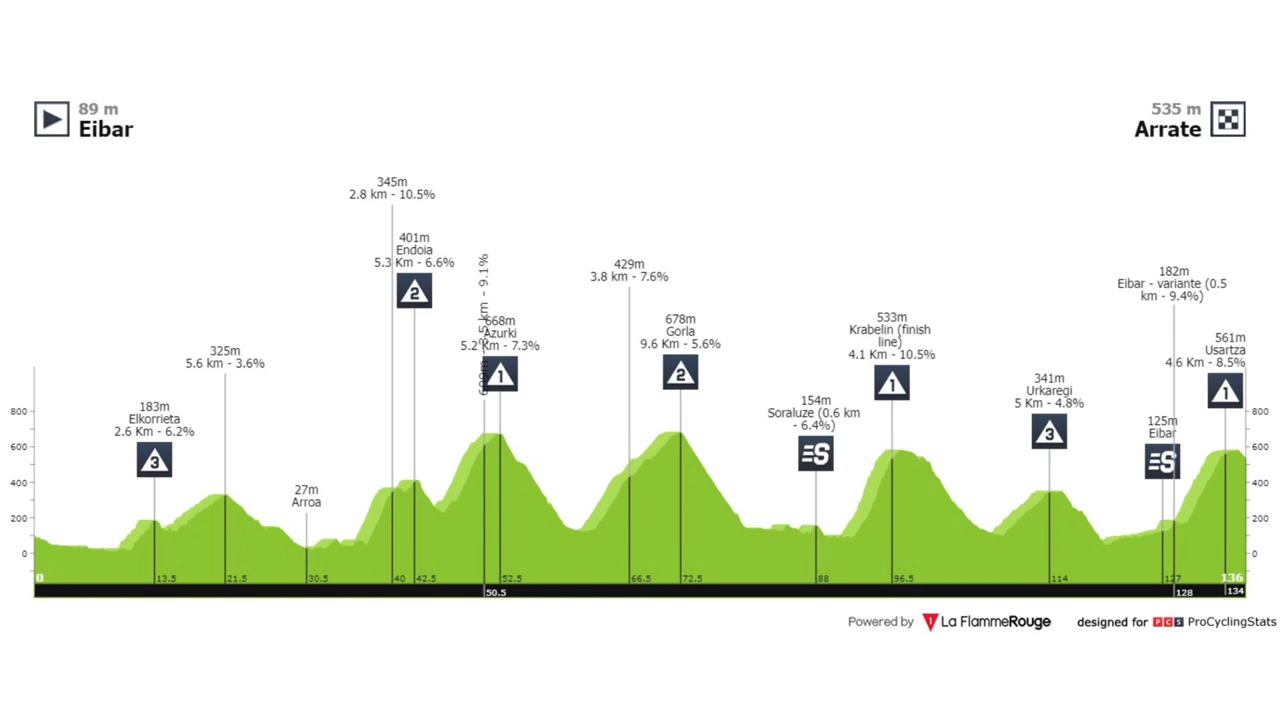 89 m
Eibar
535 m
Arrate
345m
2.8 km - 10.5%
401m
Endoia
5.3 Km - 6.6%
600m - 3.5 km - 9.1%
668m
Azurki
5.2 Km - 7.3%
429m
3.8 km - 7.6%
678m
Gorla
9.6 Km - 5.6%
182m
Eibar - variante (0.5
km - 9.4%)
533m
Krabelin (finish
line)
4.1 Km - 10.5%
561m
Usartza
4.6 Km - 8.5%
325m
5.6 km - 3.6%
183m
Elkorrieta
2.6 Km - 6.2%
341m
Urkaregi
5 Km - 4.8%
154m
Soraluze (0.6 km
- 6.4%)
125m
Eibar
27m
Arroa
3
2
1
2
S
1
3
S
1
800
600
400
200
0
800
600
400
200
0
0 13.5 21.5 30.5 40 42.5 52.5 66.5 72.5 88 96.5 114 127 136
50.5 128 134
Powered by La FlammeRouge designed for PCS ProCyclingStats